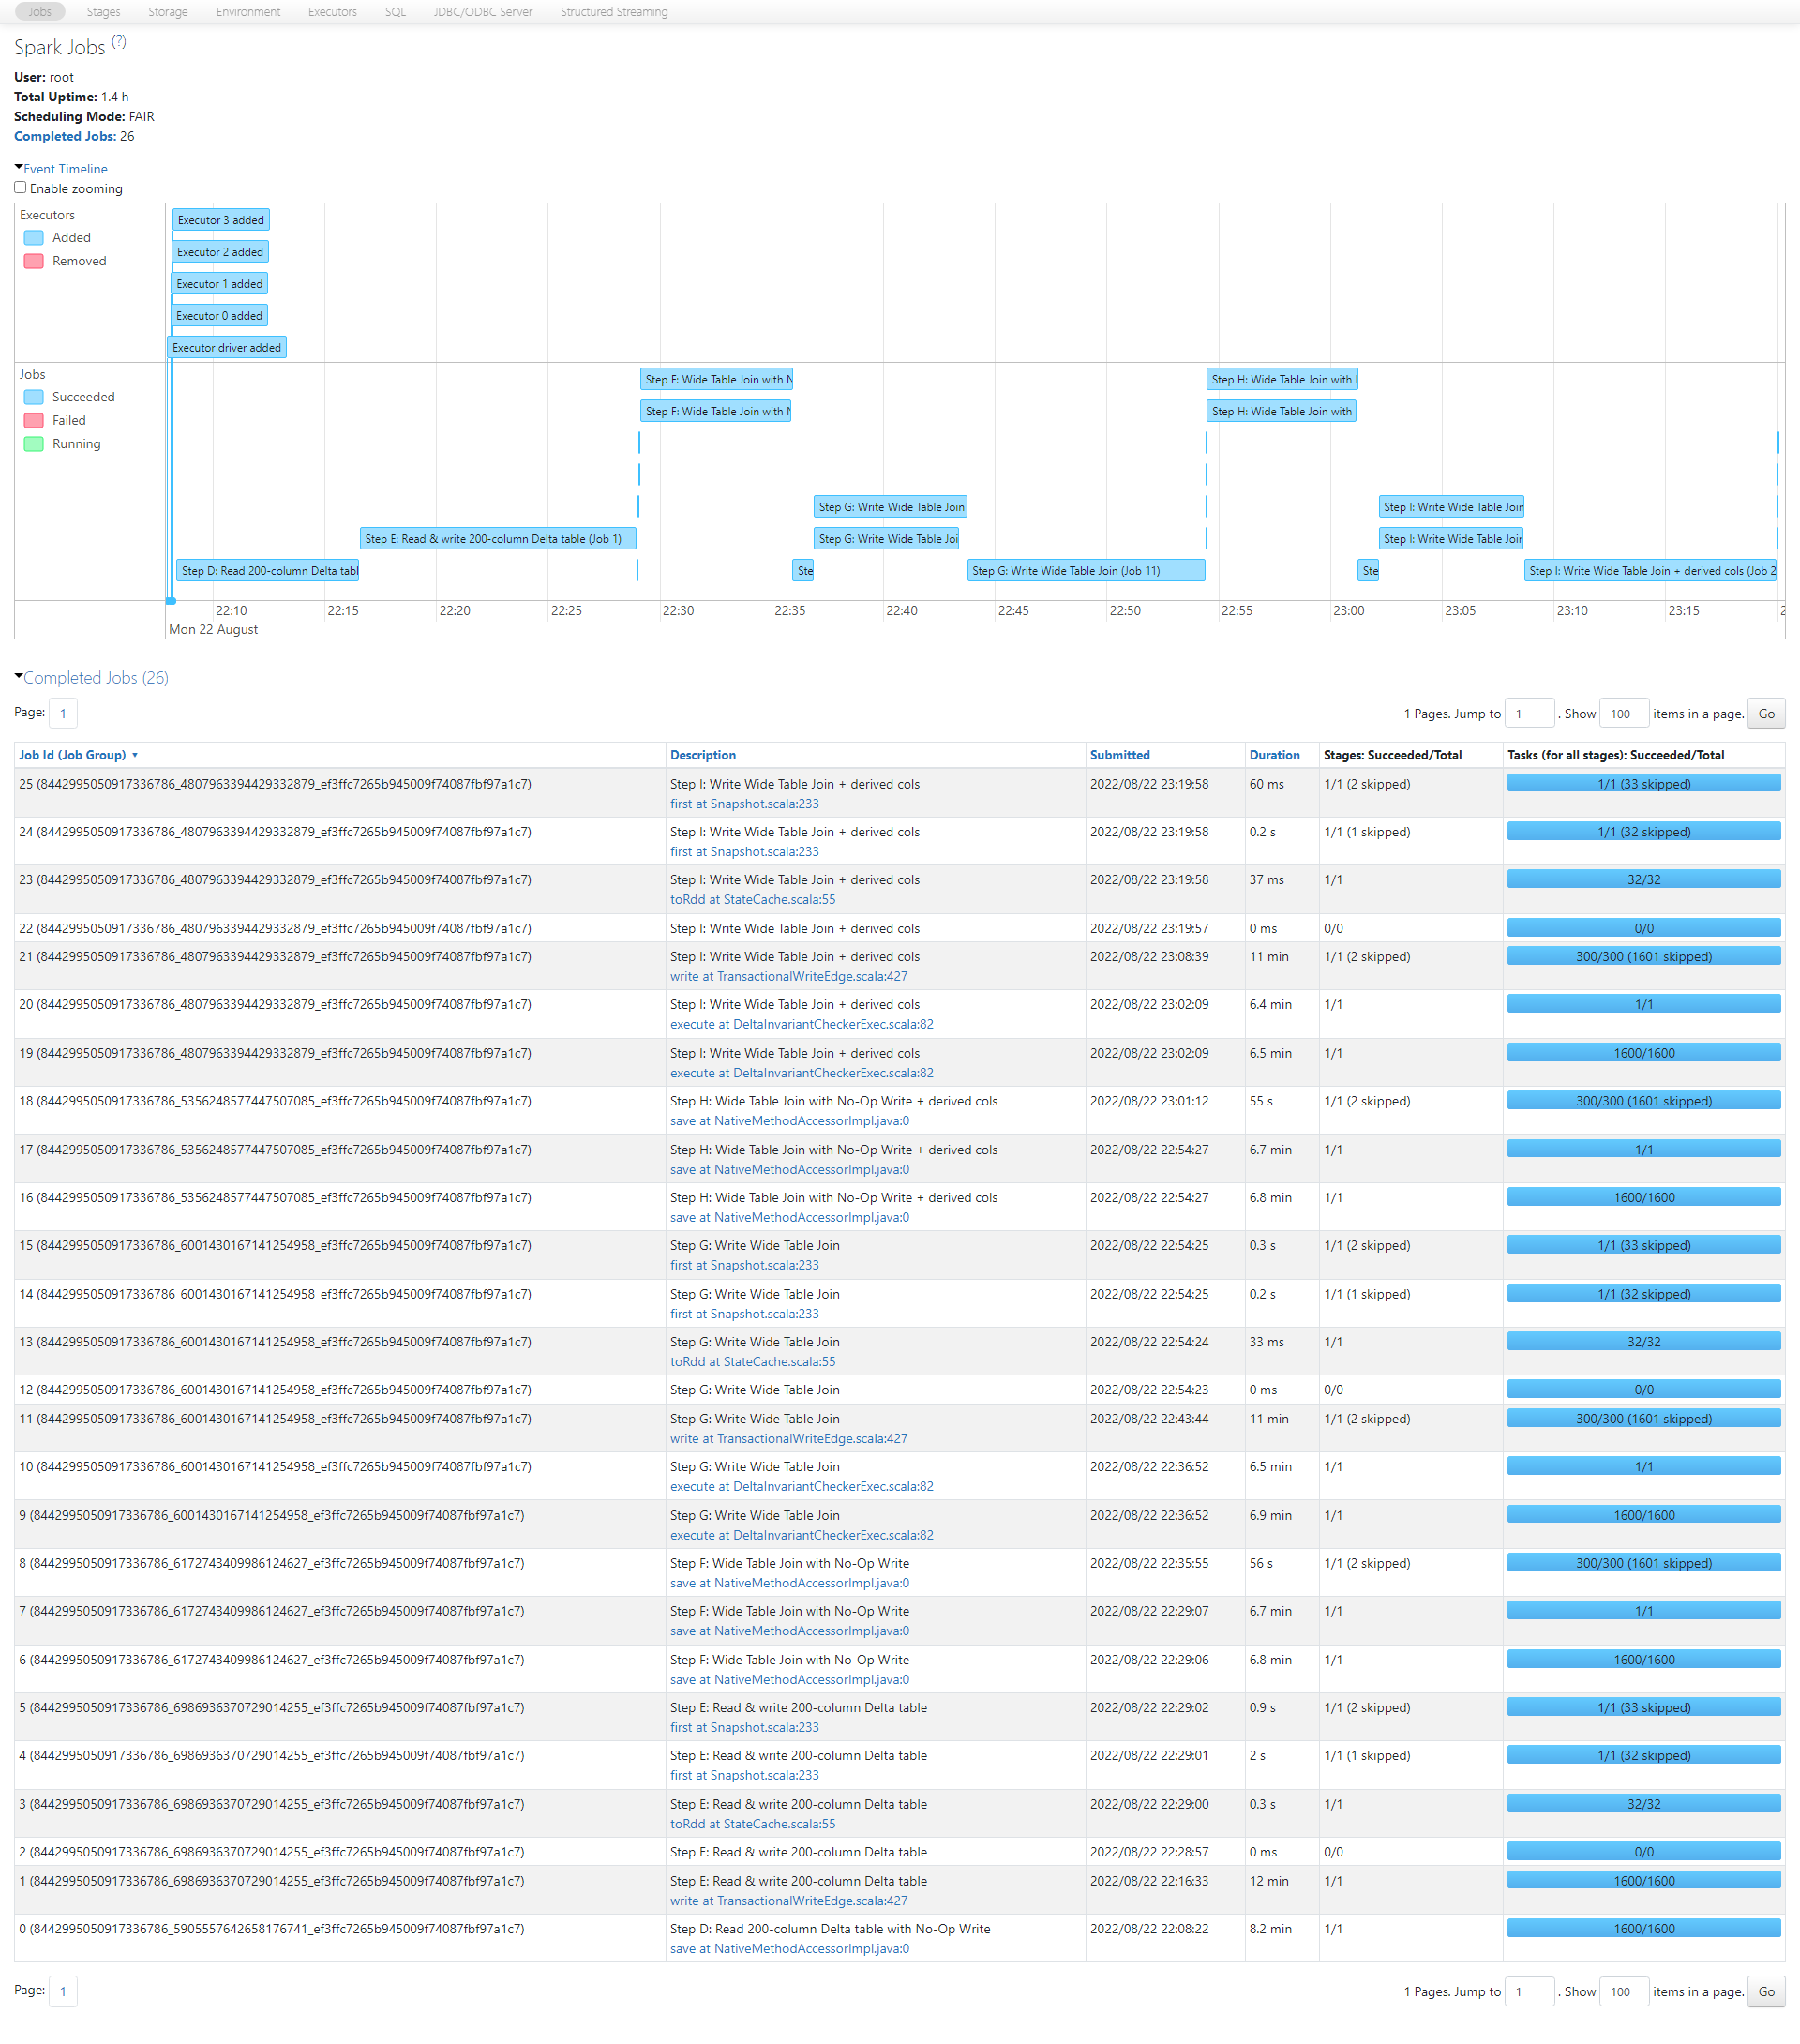 Jobs Stages Storage Environment Executors SQL JDBC/ODBC Server Structured Streaming
Spark Jobs (?)
User: root
Total Uptime: 1.4 h
Scheduling Mode: FAIR
Completed Jobs: 26
Event Timeline
Enable zooming
Executors
Added
Removed
Executor 3 added
Executor 2 added
Executor 1 added
Executor 0 added
Executor driver added
Jobs
Succeeded
Failed
Running
Step F: Wide Table Join with N Step H: Wide Table Join with
Step F: Wide Table Join with Step H: Wide Table Join with
Step G: Write Wide Table Join Step I: Write Wide Table Join
Step E: Read & write 200-column Delta table (Job 1) Step G: Write Wide Table Joi Step I: Write Wide Table Join
Step D: Read 200-column Delta tabl Ste Step G: Write Wide Table Join (Job 11) Ste Step I: Write Wide Table Join + derived cols (Job 2
22:10 22:15 22:20 22:25 22:30 22:35 22:40 22:45 22:50 22:55 23:00 23:05 23:10 23:15 2
Mon 22 August
Completed Jobs (26)
Page: 1 1 Pages. Jump to 1 . Show 100 items in a page. Go
Job Id (Job Group) Description Submitted Duration Stages: Succeeded/Total Tasks (for all stages): Succeeded/Total
25 (8442995050917336786_4807963394429332879_ef3ffc7265b945009f74087fbf97a1c7) Step I: Write Wide Table Join + derived cols 2022/08/22 23:19:58 60 ms 1/1 (2 skipped) 1/1 (33 skipped)
first at Snapshot.scala:233
24 (8442995050917336786_4807963394429332879_ef3ffc7265b945009f74087fbf97a1c7) Step I: Write Wide Table Join + derived cols 2022/08/22 23:19:58 0.2 s 1/1 (1 skipped) 1/1 (32 skipped)
first at Snapshot.scala:233
23 (8442995050917336786_4807963394429332879_ef3ffc7265b945009f74087fbf97a1c7) Step I: Write Wide Table Join + derived cols 2022/08/22 23:19:58 37 ms 1/1 32/32
toRdd at StateCache.scala:55
22 (8442995050917336786_4807963394429332879_ef3ffc7265b945009f74087fbf97a1c7) Step I: Write Wide Table Join + derived cols 2022/08/22 23:19:57 0 ms 0/0 0/0
21 (8442995050917336786_4807963394429332879_ef3ffc7265b945009f74087fbf97a1c7) Step I: Write Wide Table Join + derived cols 2022/08/22 23:08:39 11 min 1/1 (2 skipped) 300/300 (1601 skipped)
write at TransactionalWriteEdge.scala:427
20 (8442995050917336786_4807963394429332879_ef3ffc7265b945009f74087fbf97a1c7) Step I: Write Wide Table Join + derived cols 2022/08/22 23:02:09 6.4 min 1/1 1/1
execute at DeltaInvariantCheckerExec.scala:82
19 (8442995050917336786_4807963394429332879_ef3ffc7265b945009f74087fbf97a1c7) Step I: Write Wide Table Join + derived cols 2022/08/22 23:02:09 6.5 min 1/1 1600/1600
execute at DeltaInvariantCheckerExec.scala:82
18 (8442995050917336786_5356248577447507085_ef3ffc7265b945009f74087fbf97a1c7) Step H: Wide Table Join with No-Op Write + derived cols 2022/08/22 23:01:12 55 s 1/1 (2 skipped) 300/300 (1601 skipped)
save at NativeMethodAccessorImpl.java:0
17 (8442995050917336786_5356248577447507085_ef3ffc7265b945009f74087fbf97a1c7) Step H: Wide Table Join with No-Op Write + derived cols 2022/08/22 22:54:27 6.7 min 1/1 1/1
save at NativeMethodAccessorImpl.java:0
16 (8442995050917336786_5356248577447507085_ef3ffc7265b945009f74087fbf97a1c7) Step H: Wide Table Join with No-Op Write + derived cols 2022/08/22 22:54:27 6.8 min 1/1 1600/1600
save at NativeMethodAccessorImpl.java:0
15 (8442995050917336786_6001430167141254958_ef3ffc7265b945009f74087fbf97a1c7) Step G: Write Wide Table Join 2022/08/22 22:54:25 0.3 s 1/1 (2 skipped) 1/1 (33 skipped)
first at Snapshot.scala:233
14 (8442995050917336786_6001430167141254958_ef3ffc7265b945009f74087fbf97a1c7) Step G: Write Wide Table Join 2022/08/22 22:54:25 0.2 s 1/1 (1 skipped) 1/1 (32 skipped)
first at Snapshot.scala:233
13 (8442995050917336786_6001430167141254958_ef3ffc7265b945009f74087fbf97a1c7) Step G: Write Wide Table Join 2022/08/22 22:54:24 33 ms 1/1 32/32
toRdd at StateCache.scala:55
12 (8442995050917336786_6001430167141254958_ef3ffc7265b945009f74087fbf97a1c7) Step G: Write Wide Table Join 2022/08/22 22:54:23 0 ms 0/0 0/0
11 (8442995050917336786_6001430167141254958_ef3ffc7265b945009f74087fbf97a1c7) Step G: Write Wide Table Join 2022/08/22 22:43:44 11 min 1/1 (2 skipped) 300/300 (1601 skipped)
write at TransactionalWriteEdge.scala:427
10 (8442995050917336786_6001430167141254958_ef3ffc7265b945009f74087fbf97a1c7) Step G: Write Wide Table Join 2022/08/22 22:36:52 6.5 min 1/1 1/1
execute at DeltaInvariantCheckerExec.scala:82
9 (8442995050917336786_6001430167141254958_ef3ffc7265b945009f74087fbf97a1c7) Step G: Write Wide Table Join 2022/08/22 22:36:52 6.9 min 1/1 1600/1600
execute at DeltaInvariantCheckerExec.scala:82
8 (8442995050917336786_6172743409986124627_ef3ffc7265b945009f74087fbf97a1c7) Step F: Wide Table Join with No-Op Write 2022/08/22 22:35:55 56 s 1/1 (2 skipped) 300/300 (1601 skipped)
save at NativeMethodAccessorImpl.java:0
7 (8442995050917336786_6172743409986124627_ef3ffc7265b945009f74087fbf97a1c7) Step F: Wide Table Join with No-Op Write 2022/08/22 22:29:07 6.7 min 1/1 1/1
save at NativeMethodAccessorImpl.java:0
6 (8442995050917336786_6172743409986124627_ef3ffc7265b945009f74087fbf97a1c7) Step F: Wide Table Join with No-Op Write 2022/08/22 22:29:06 6.8 min 1/1 1600/1600
save at NativeMethodAccessorImpl.java:0
5 (8442995050917336786_6986936370729014255_ef3ffc7265b945009f74087fbf97a1c7) Step E: Read & write 200-column Delta table 2022/08/22 22:29:02 0.9 s 1/1 (2 skipped) 1/1 (33 skipped)
first at Snapshot.scala:233
4 (8442995050917336786_6986936370729014255_ef3ffc7265b945009f74087fbf97a1c7) Step E: Read & write 200-column Delta table 2022/08/22 22:29:01 2 s 1/1 (1 skipped) 1/1 (32 skipped)
first at Snapshot.scala:233
3 (8442995050917336786_6986936370729014255_ef3ffc7265b945009f74087fbf97a1c7) Step E: Read & write 200-column Delta table 2022/08/22 22:29:00 0.3 s 1/1 32/32
toRdd at StateCache.scala:55
2 (8442995050917336786_6986936370729014255_ef3ffc7265b945009f74087fbf97a1c7) Step E: Read & write 200-column Delta table 2022/08/22 22:28:57 0 ms 0/0 0/0
1 (8442995050917336786_6986936370729014255_ef3ffc7265b945009f74087fbf97a1c7) Step E: Read & write 200-column Delta table 2022/08/22 22:16:33 12 min 1/1 1600/1600
write at TransactionalWriteEdge.scala:427
0 (8442995050917336786_5905557642658176741_ef3ffc7265b945009f74087fbf97a1c7) Step D: Read 200-column Delta table with No-Op Write 2022/08/22 22:08:22 8.2 min 1/1 1600/1600
save at NativeMethodAccessorImpl.java:0
Page: 1 1 Pages. Jump to 1 . Show 100 items in a page. Go